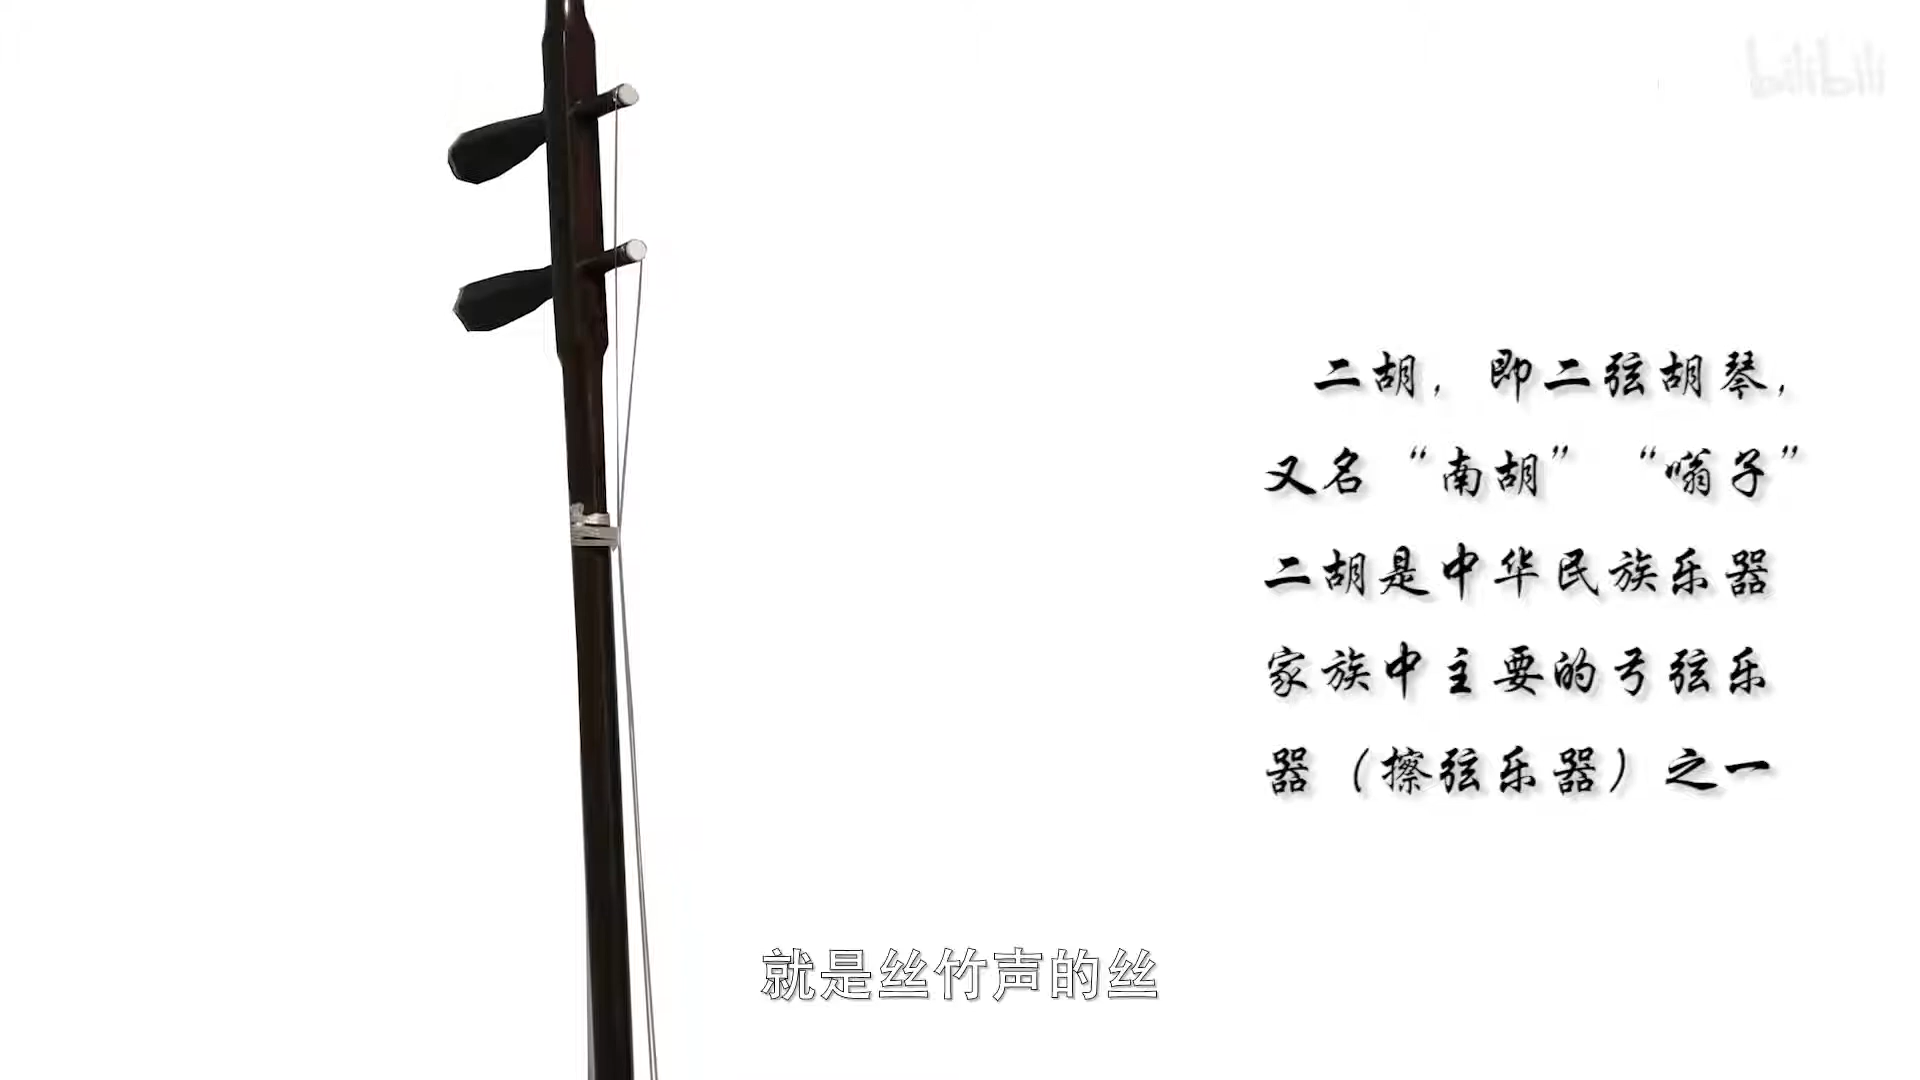 bilibili
二胡，即二弦胡琴，
又名“南胡”“嗡子”
二胡是中华民族乐器
家族中主要的弓弦乐
器（擦弦乐器）之一
就是丝竹声的丝